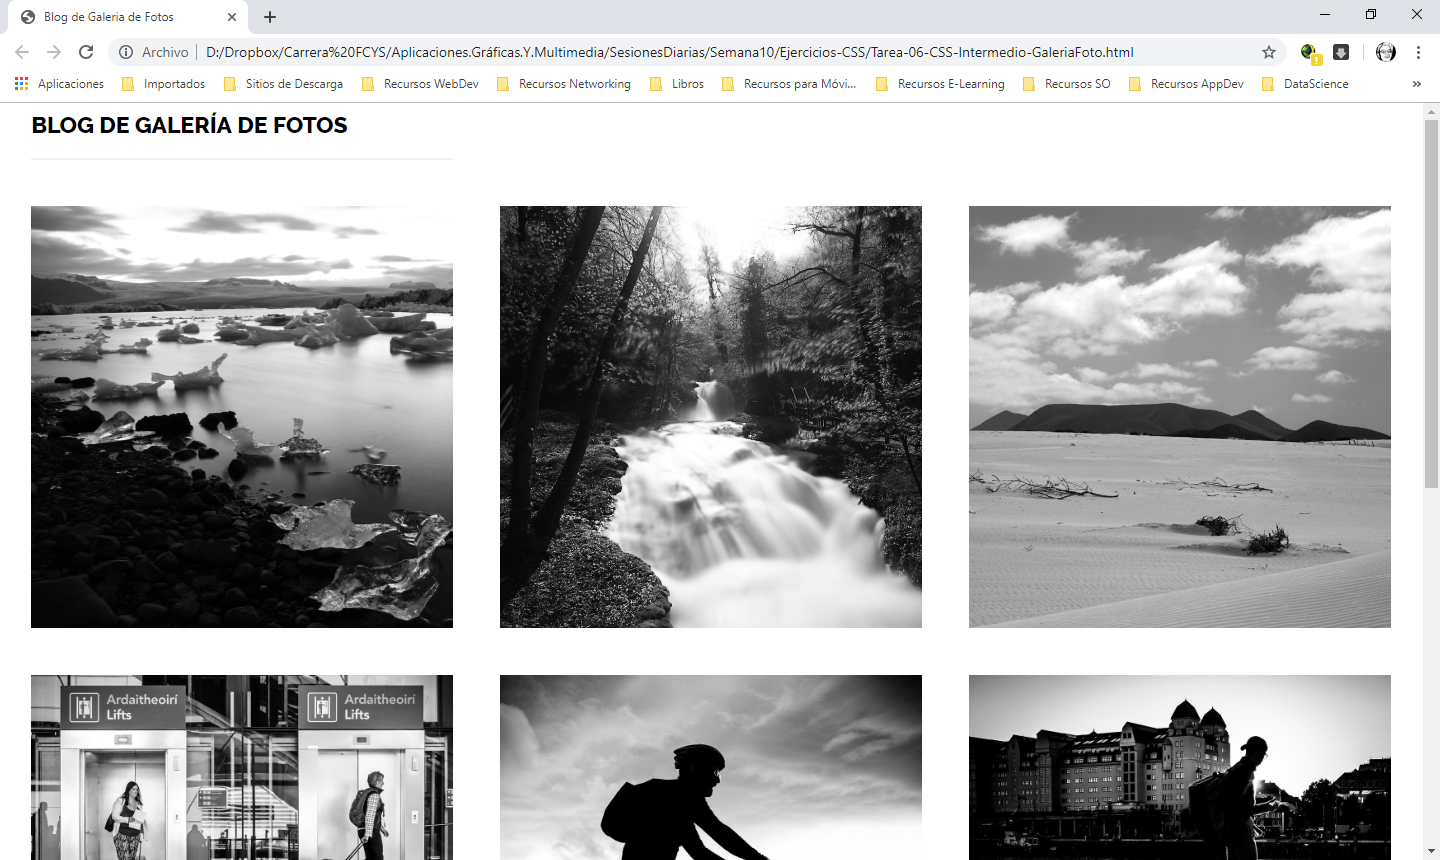 Blog de Galeria de Fotos
Archivo D:/Dropbox/Carrera%20FCYS/Aplicaciones.Gráficas.Y.Multimedia/SesionesDiarias/Semana10/Ejercicios-CSS/Tarea-06-CSS-Intermedio-GaleriaFoto.html
Aplicaciones Importados Sitios de Descarga Recursos WebDev Recursos Networking Libros Recursos para Móvi... Recursos E-Learning Recursos SO Recursos AppDev DataScience »
BLOG DE GALERÍA DE FOTOS
Ardaitheoirí
Lifts
Ardaitheoirí
Lifts